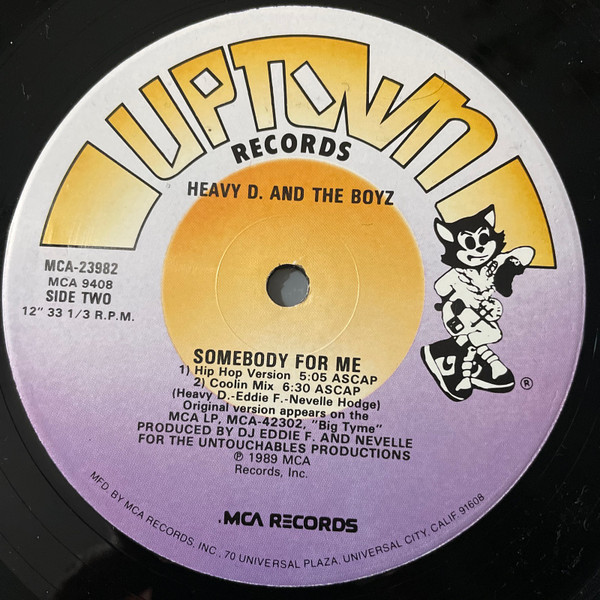 UPTOWN
RECORDS
HEAVY D. AND THE BOYZ
MCA-23982
MCA 9408
SIDE TWO
12" 33 1/3 R.P.M.
®
SOMEBODY FOR ME
1) Hip Hop Version 5:05 ASCAP
2) Coolin Mix 6:30 ASCAP
(Heavy D.-Eddie F.-Nevelle Hodge)
Original version appears on the
MCA LP, MCA-42302, "Big Tyme"
PRODUCED BY DJ EDDIE F. AND NEVELLE
FOR THE UNTOUCHABLES PRODUCTIONS
℗ 1989 MCA
Records, Inc.
MCA RECORDS
MFD. BY MCA RECORDS, INC., 70 UNIVERSAL PLAZA, UNIVERSAL CITY, CALIF. 91608